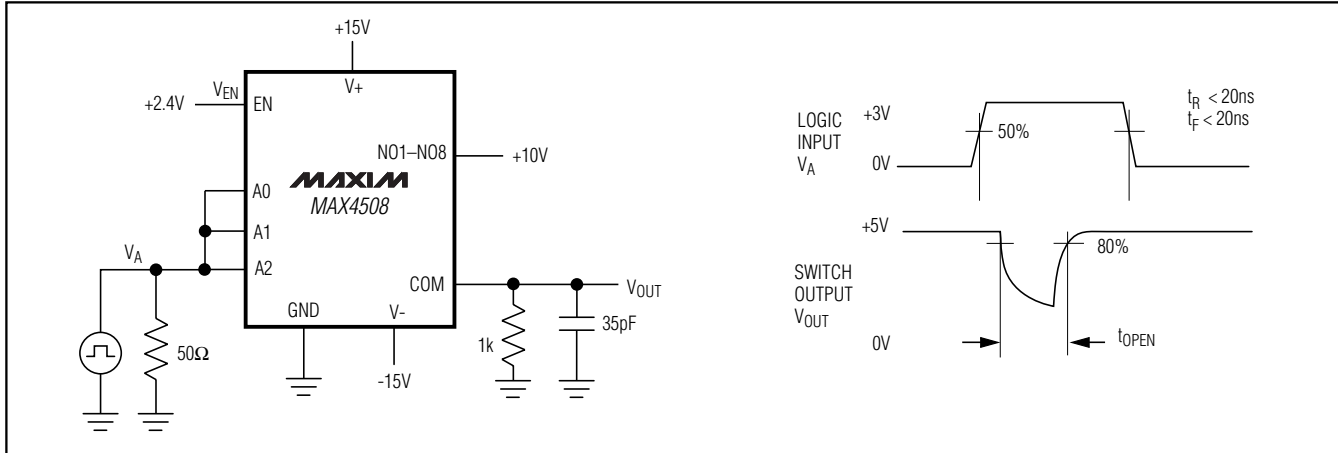 +15V
V+
+2.4V
VEN
EN
NO1–NO8
+10V
MAXIM
MAX4508
A0
A1
A2
VA
COM
VOUT
GND
V-
50Ω
1k
35pF
-15V
LOGIC
INPUT
VA
+3V
0V
50%
tR < 20ns
tF < 20ns
+5V
80%
SWITCH
OUTPUT
VOUT
0V
tOPEN